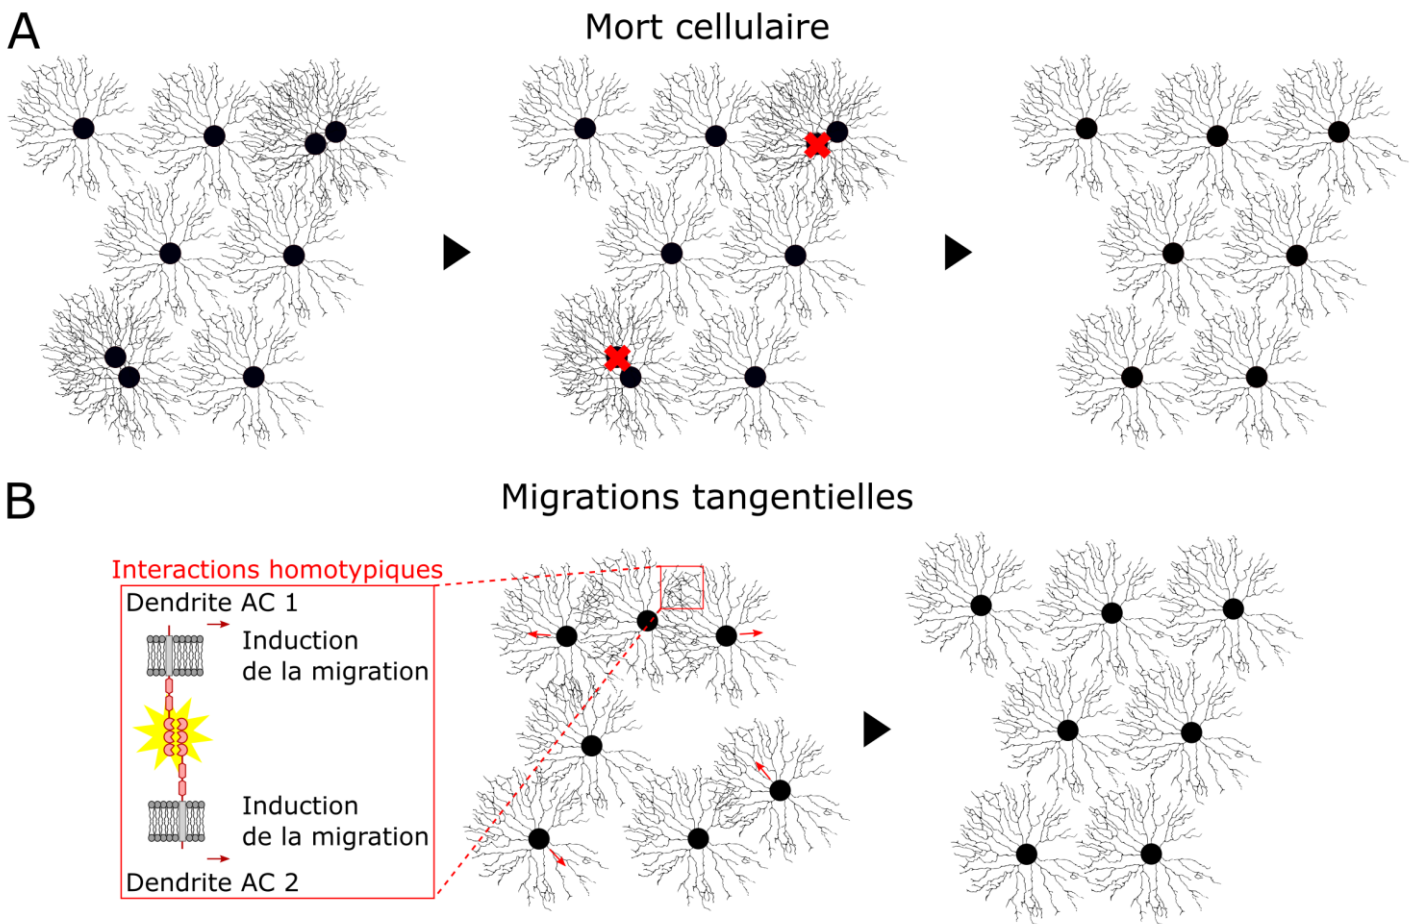 A
Mort cellulaire
B
Migrations tangentielles
Interactions homotypiques
Dendrite AC 1
Induction
de la migration
Induction
de la migration
Dendrite AC 2